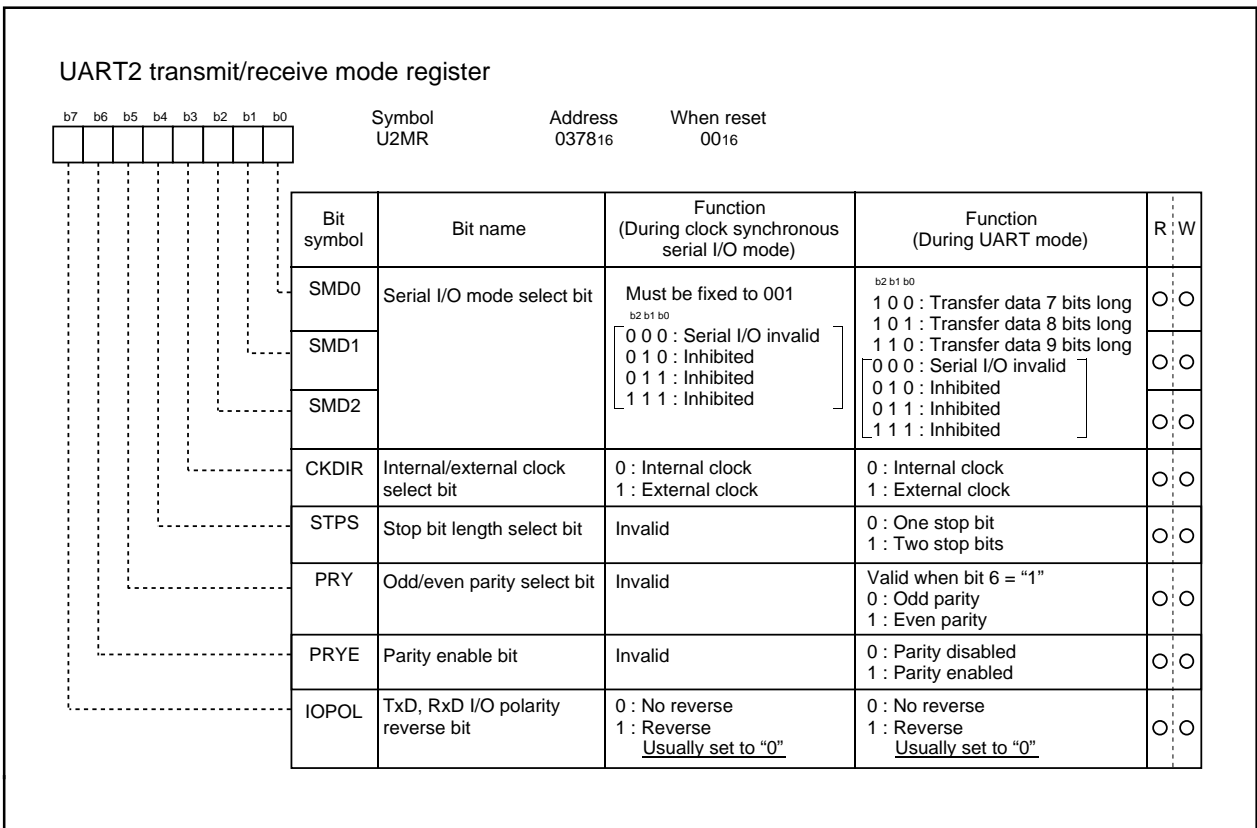 UART2 transmit/receive mode register
b7 b6 b5 b4 b3 b2 b1 b0
Symbol Address When reset
U2MR 037816 0016
Bit symbol
Bit name
Function
(During clock synchronous
serial I/O mode)
Function
(During UART mode)
R W
SMD0
SMD1
SMD2
Serial I/O mode select bit
Must be fixed to 001
b2 b1 b0
0 0 0 : Serial I/O invalid
0 1 0 : Inhibited
0 1 1 : Inhibited
1 1 1 : Inhibited
b2 b1 b0
1 0 0 : Transfer data 7 bits long
1 0 1 : Transfer data 8 bits long
1 1 0 : Transfer data 9 bits long
0 0 0 : Serial I/O invalid
0 1 0 : Inhibited
0 1 1 : Inhibited
1 1 1 : Inhibited
CKDIR
Internal/external clock
select bit
0 : Internal clock
1 : External clock
0 : Internal clock
1 : External clock
STPS
Stop bit length select bit
Invalid
0 : One stop bit
1 : Two stop bits
PRY
Odd/even parity select bit
Invalid
Valid when bit 6 = “1”
0 : Odd parity
1 : Even parity
PRYE
Parity enable bit
Invalid
0 : Parity disabled
1 : Parity enabled
IOPOL
TxD, RxD I/O polarity
reverse bit
0 : No reverse
1 : Reverse
Usually set to “0”
0 : No reverse
1 : Reverse
Usually set to “0”